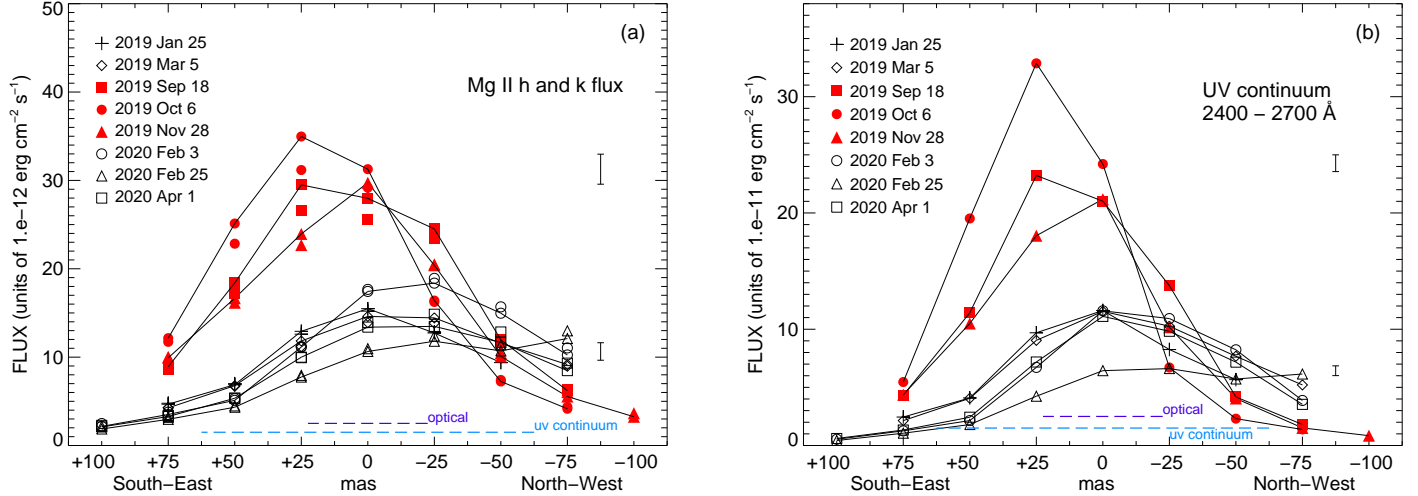 (a)
50
40
30
20
10
0
FLUX (units of 1.e−12 erg cm−2 s−1)
2019 Jan 25
2019 Mar 5
2019 Sep 18
2019 Oct 6
2019 Nov 28
2020 Feb 3
2020 Feb 25
2020 Apr 1
Mg II h and k flux
optical
uv continuum
+100 +75 +50 +25 0 −25 −50 −75 −100
South−East mas North−West
(b)
30
20
10
0
FLUX (units of 1.e−11 erg cm−2 s−1)
2019 Jan 25
2019 Mar 5
2019 Sep 18
2019 Oct 6
2019 Nov 28
2020 Feb 3
2020 Feb 25
2020 Apr 1
UV continuum
2400 − 2700 Å
optical
uv continuum
+100 +75 +50 +25 0 −25 −50 −75 −100
South−East mas North−West